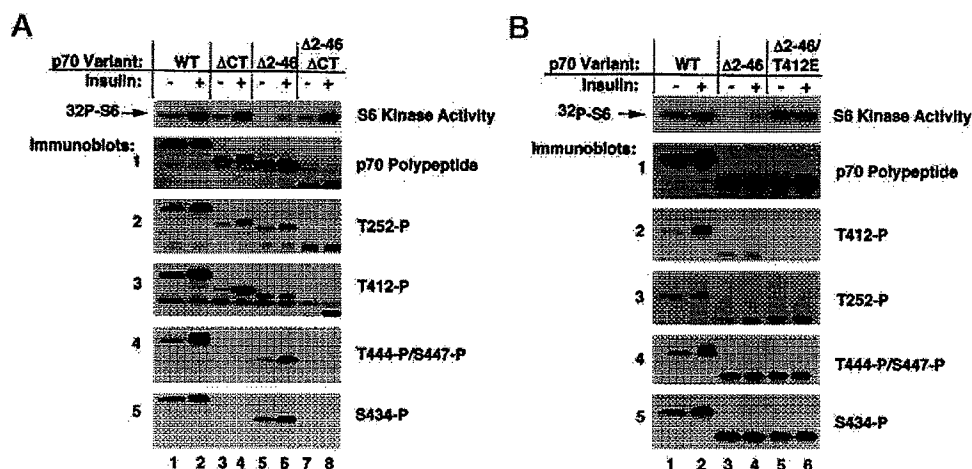 A
p70 Variant: WT ΔCT Δ2-46 Δ2-46 ΔCT
Insulin: - + - + - + - +
32P-S6 S6 Kinase Activity
Immunoblots:
1 p70 Polypeptide
2 T252-P
3 T412-P
4 T444-P/S447-P
5 S434-P
1 2 3 4 5 6 7 8
B
p70 Variant: WT Δ2-46 Δ2-46/ T412E
Insulin: - + - + - +
32P-S6 S6 Kinase Activity
Immunoblots:
1 p70 Polypeptide
2 T412-P
3 T252-P
4 T444-P/S447-P
5 S434-P
1 2 3 4 5 6